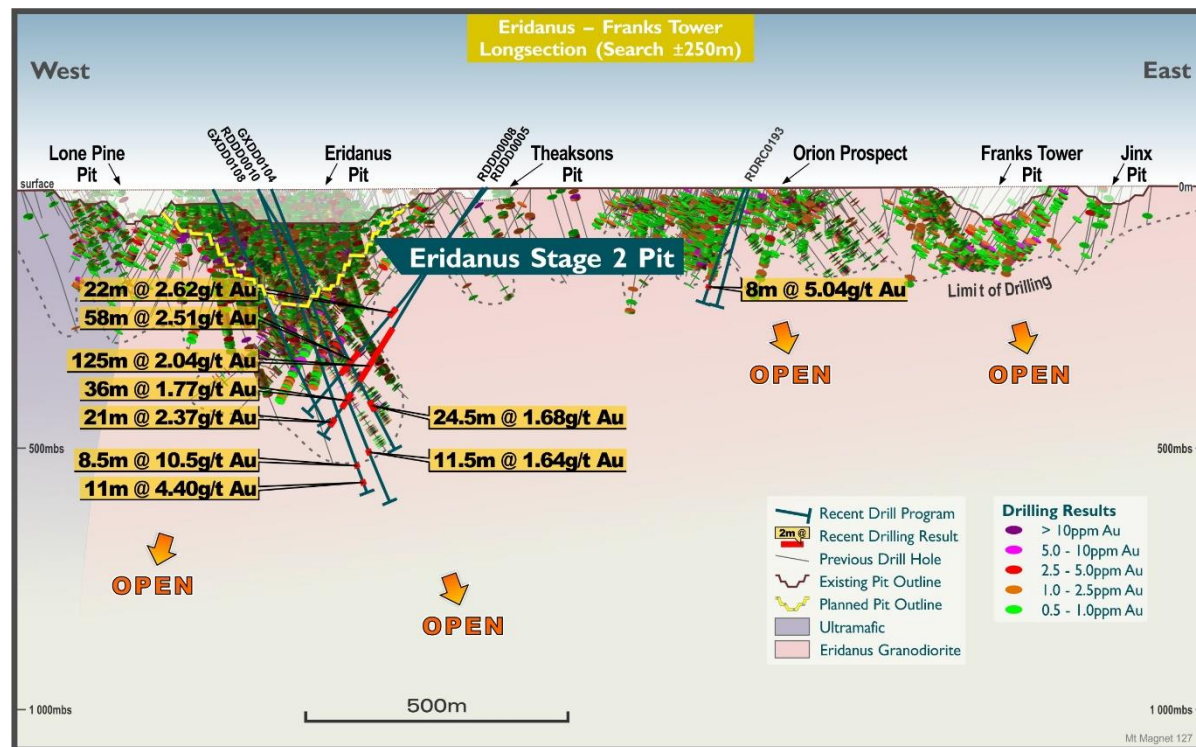 Eridanus – Franks Tower
Longsection (Search ±250m)
West
East
Lone Pine
Pit
GXDD0108
RDDD0010
GXDD0104
Eridanus
Pit
RDDD0008
RDDD0005
Theaksons
Pit
RDRC0193
Orion Prospect
Franks Tower
Pit
Jinx
Pit
surface
0m
Eridanus Stage 2 Pit
22m @ 2.62g/t Au
58m @ 2.51g/t Au
125m @ 2.04g/t Au
36m @ 1.77g/t Au
21m @ 2.37g/t Au
8.5m @ 10.5g/t Au
11m @ 4.40g/t Au
24.5m @ 1.68g/t Au
11.5m @ 1.64g/t Au
8m @ 5.04g/t Au
Limit of Drilling
OPEN
OPEN
500mbs
500mbs
OPEN
OPEN
Recent Drill Program
2m @
Recent Drilling Result
Previous Drill Hole
Existing Pit Outline
Planned Pit Outline
Ultramafic
Eridanus Granodiorite
Drilling Results
> 10ppm Au
5.0 - 10ppm Au
2.5 - 5.0ppm Au
1.0 - 2.5ppm Au
0.5 - 1.0ppm Au
500m
1 000mbs
1 000mbs
Mt Magnet 127